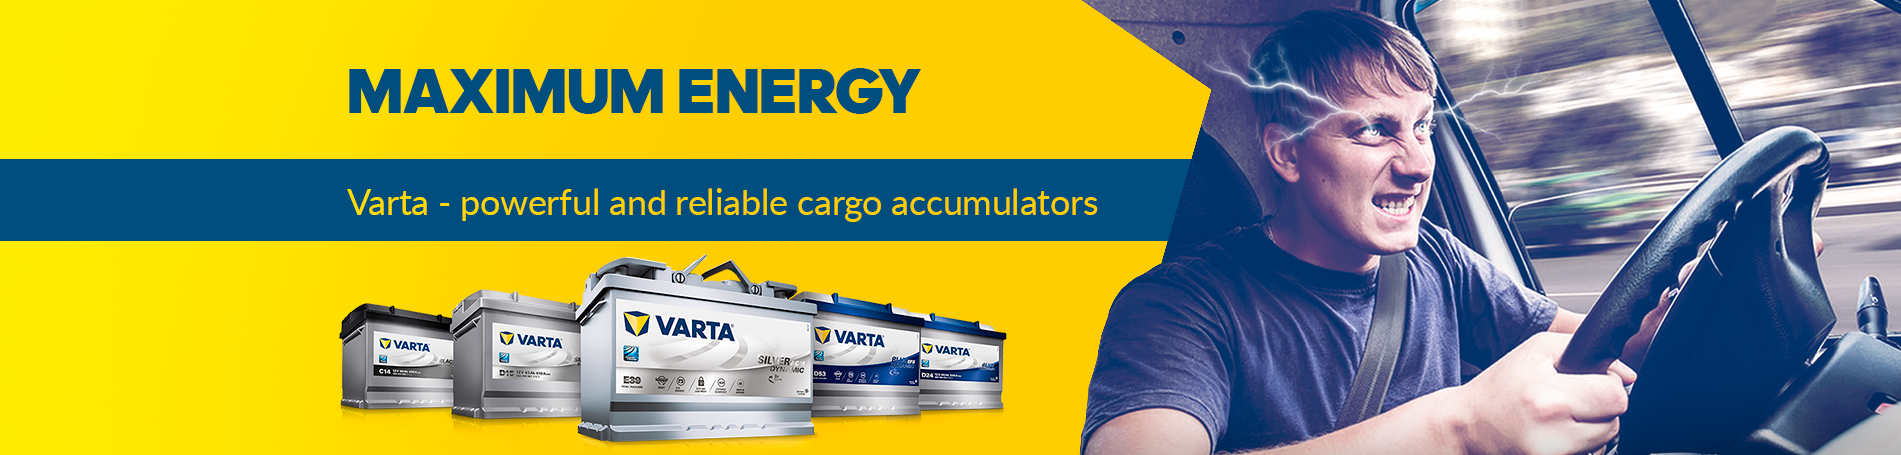 MAXIMUM ENERGY
Varta - powerful and reliable cargo accumulators
VARTA
C14
VARTA
D15
VARTA
SILVER
DYNAMIC
E39
VARTA
D53
VARTA
D24